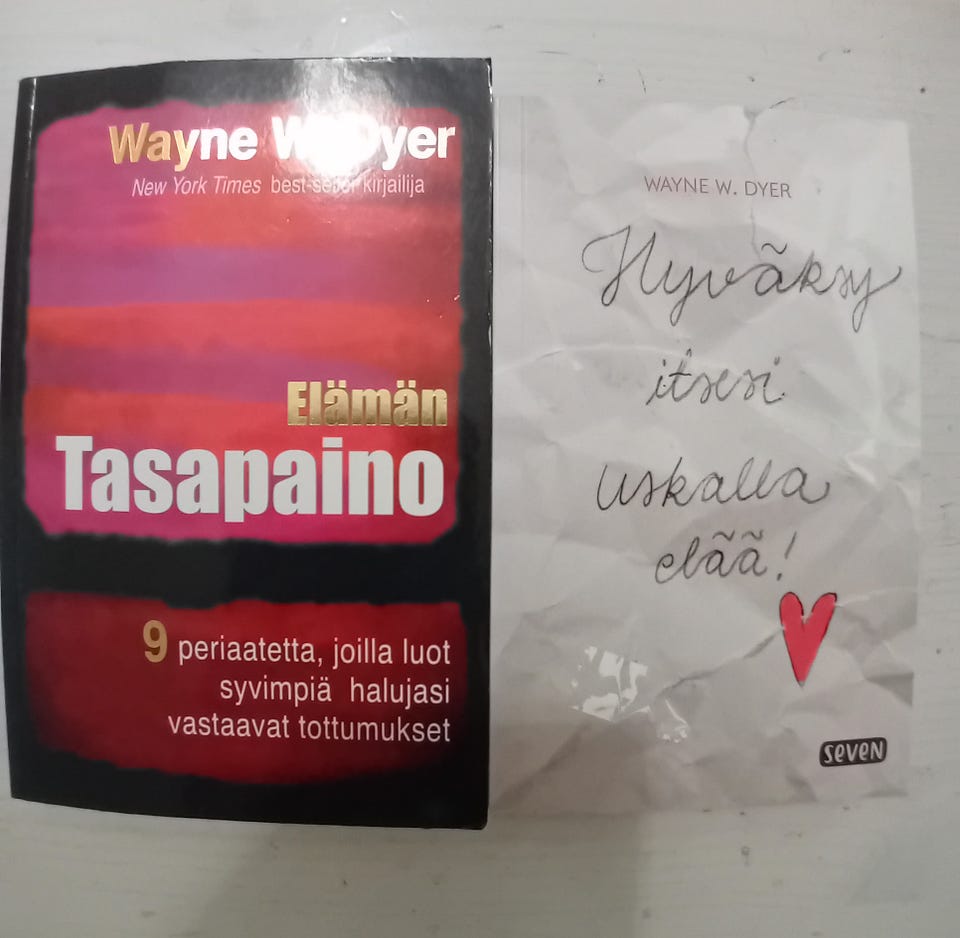 Wayne W. Dyer
New York Times best-seller kirjailija
Elämän
Tasapaino
9 periaatetta, joilla luot
syvimpiä halujasi
vastaavat tottumukset
WAYNE W. DYER
Hyväksy
itsesi
uskalla
elää!
seven